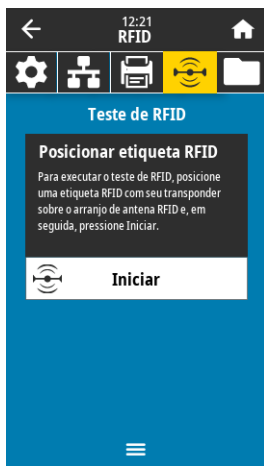 12:21
RFID
Teste de RFID
Posicionar etiqueta RFID
Para executar o teste de RFID, posicione
uma etiqueta RFID com seu transponder
sobre o arranjo de antena RFID e, em
seguida, pressione Iniciar.
Iniciar